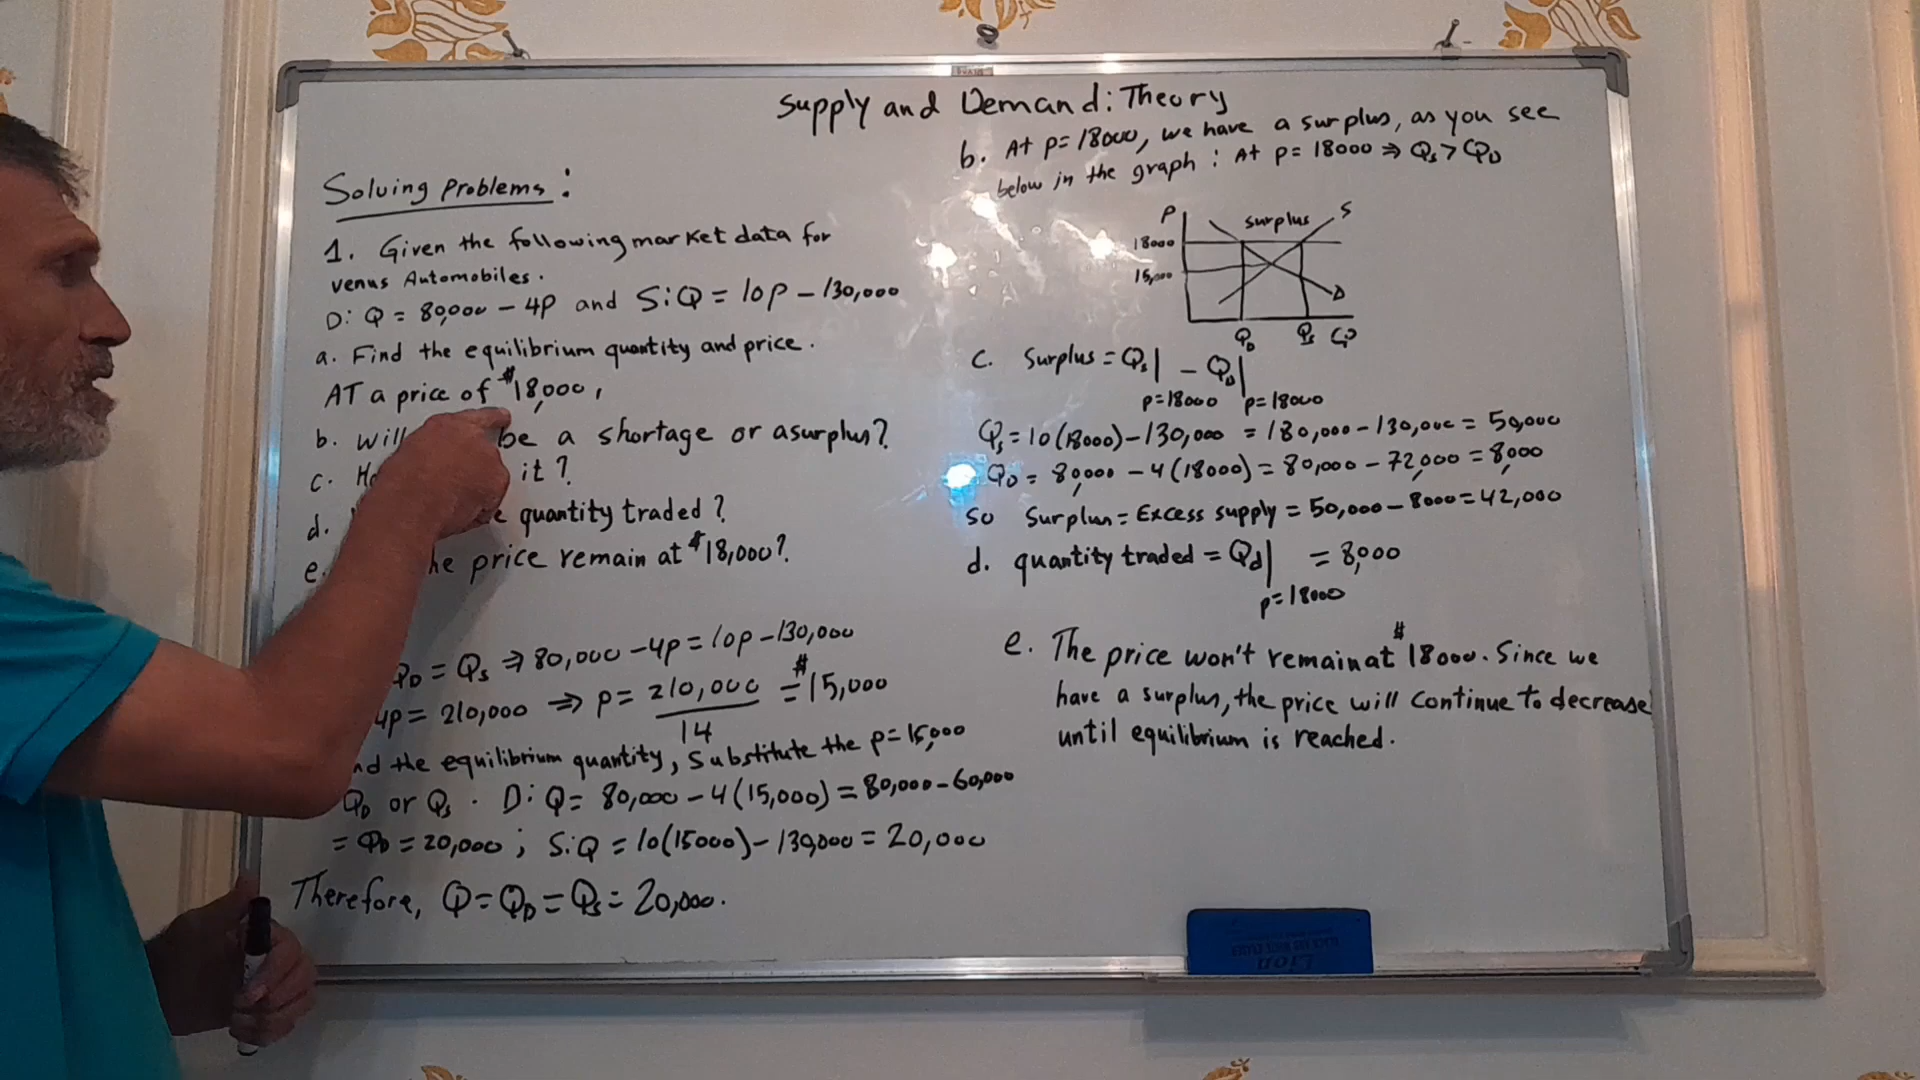 Supply and Demand: Theory
Solving Problems:
1. Given the following market data for
venus Automobiles.
D: Q = 80,000 - 4P and S: Q = 10P - 130,000
a. Find the equilibrium quantity and price.
AT a price of $18,000,
b. will be a shortage or a surplus?
c. it?
d. quantity traded?
e. the price remain at $18,000?
QD = QS ⇒ 80,000 - 4P = 10P - 130,000
4P = 210,000 ⇒ P = 210,000 / 14 = $15,000
the equilibrium quantity, substitute the P = 15,000
QD or QS. D: Q = 80,000 - 4(15,000) = 80,000 - 60,000
= QD = 20,000 ; S: Q = 10(15000) - 130,000 = 20,000
Therefore, Q = QD = QS = 20,000.
b. At P = 18000, we have a surplus, as you see
below in the graph: At P = 18000 ⇒ QS > QD
P surplus S
18000
15,000
D
QD QS Q
C. Surplus = QS| - QD|
P=18000 P=18000
QS = 10(18000) - 130,000 = 180,000 - 130,000 = 50,000
QD = 80,000 - 4(18000) = 80,000 - 72,000 = 8,000
so Surplus = Excess supply = 50,000 - 8000 = 42,000
d. quantity traded = Qd| = 8,000
P=18000
e. The price won't remain at $18000. Since we
have a surplus, the price will continue to decrease
until equilibrium is reached.